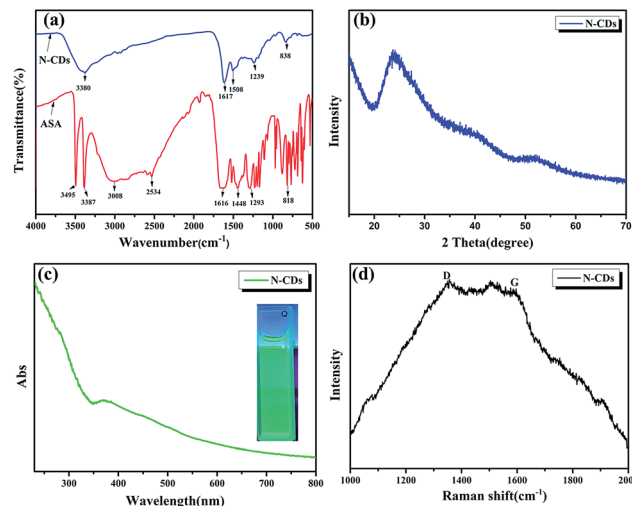 (a)
N-CDs
3380
1617
1508
1239
838
ASA
3495
3387
3008
2534
1616
1448
1293
818
Transmittance(%)
4000 3500 3000 2500 2000 1500 1000 500
Wavenumber(cm-1)
(b)
N-CDs
Intensity
20 30 40 50 60 70
2 Theta(degree)
(c)
N-CDs
Abs
300 400 500 600 700 800
Wavelength(nm)
(d)
N-CDs
D
G
Intensity
1000 1200 1400 1600 1800 2000
Raman shift(cm-1)